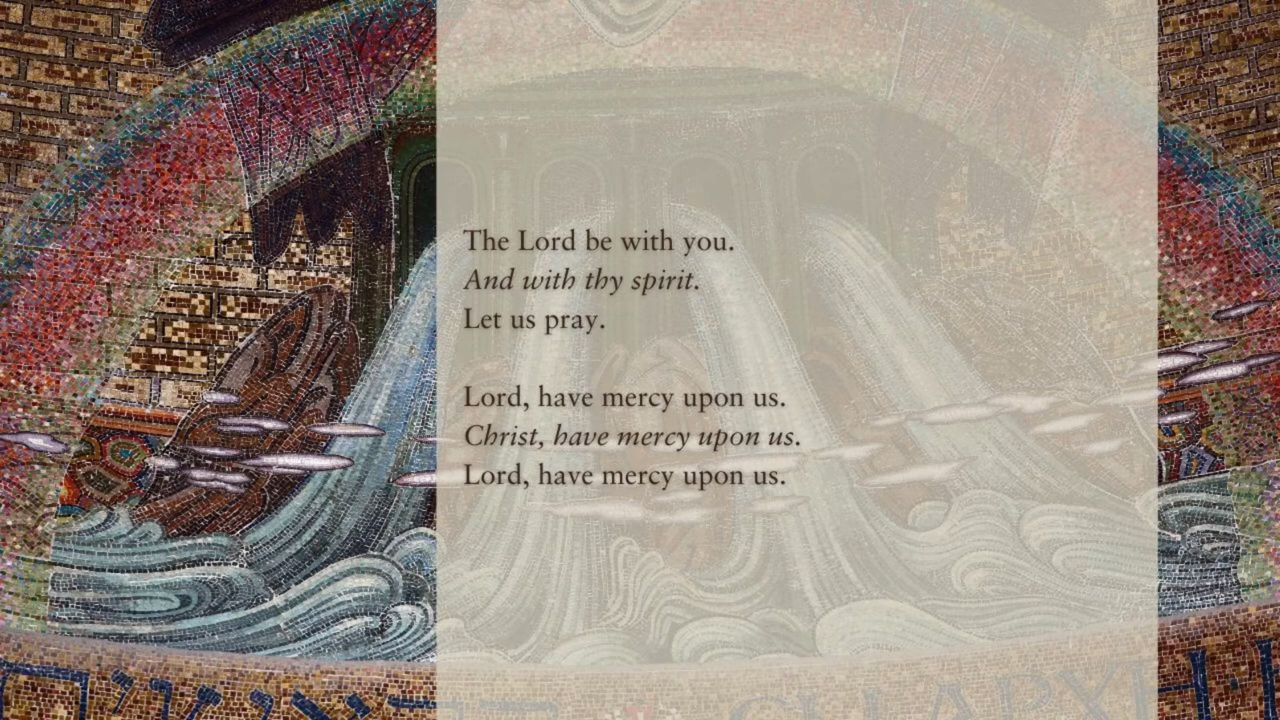 The Lord be with you.
And with thy spirit.
Let us pray.
Lord, have mercy upon us.
Christ, have mercy upon us.
Lord, have mercy upon us.